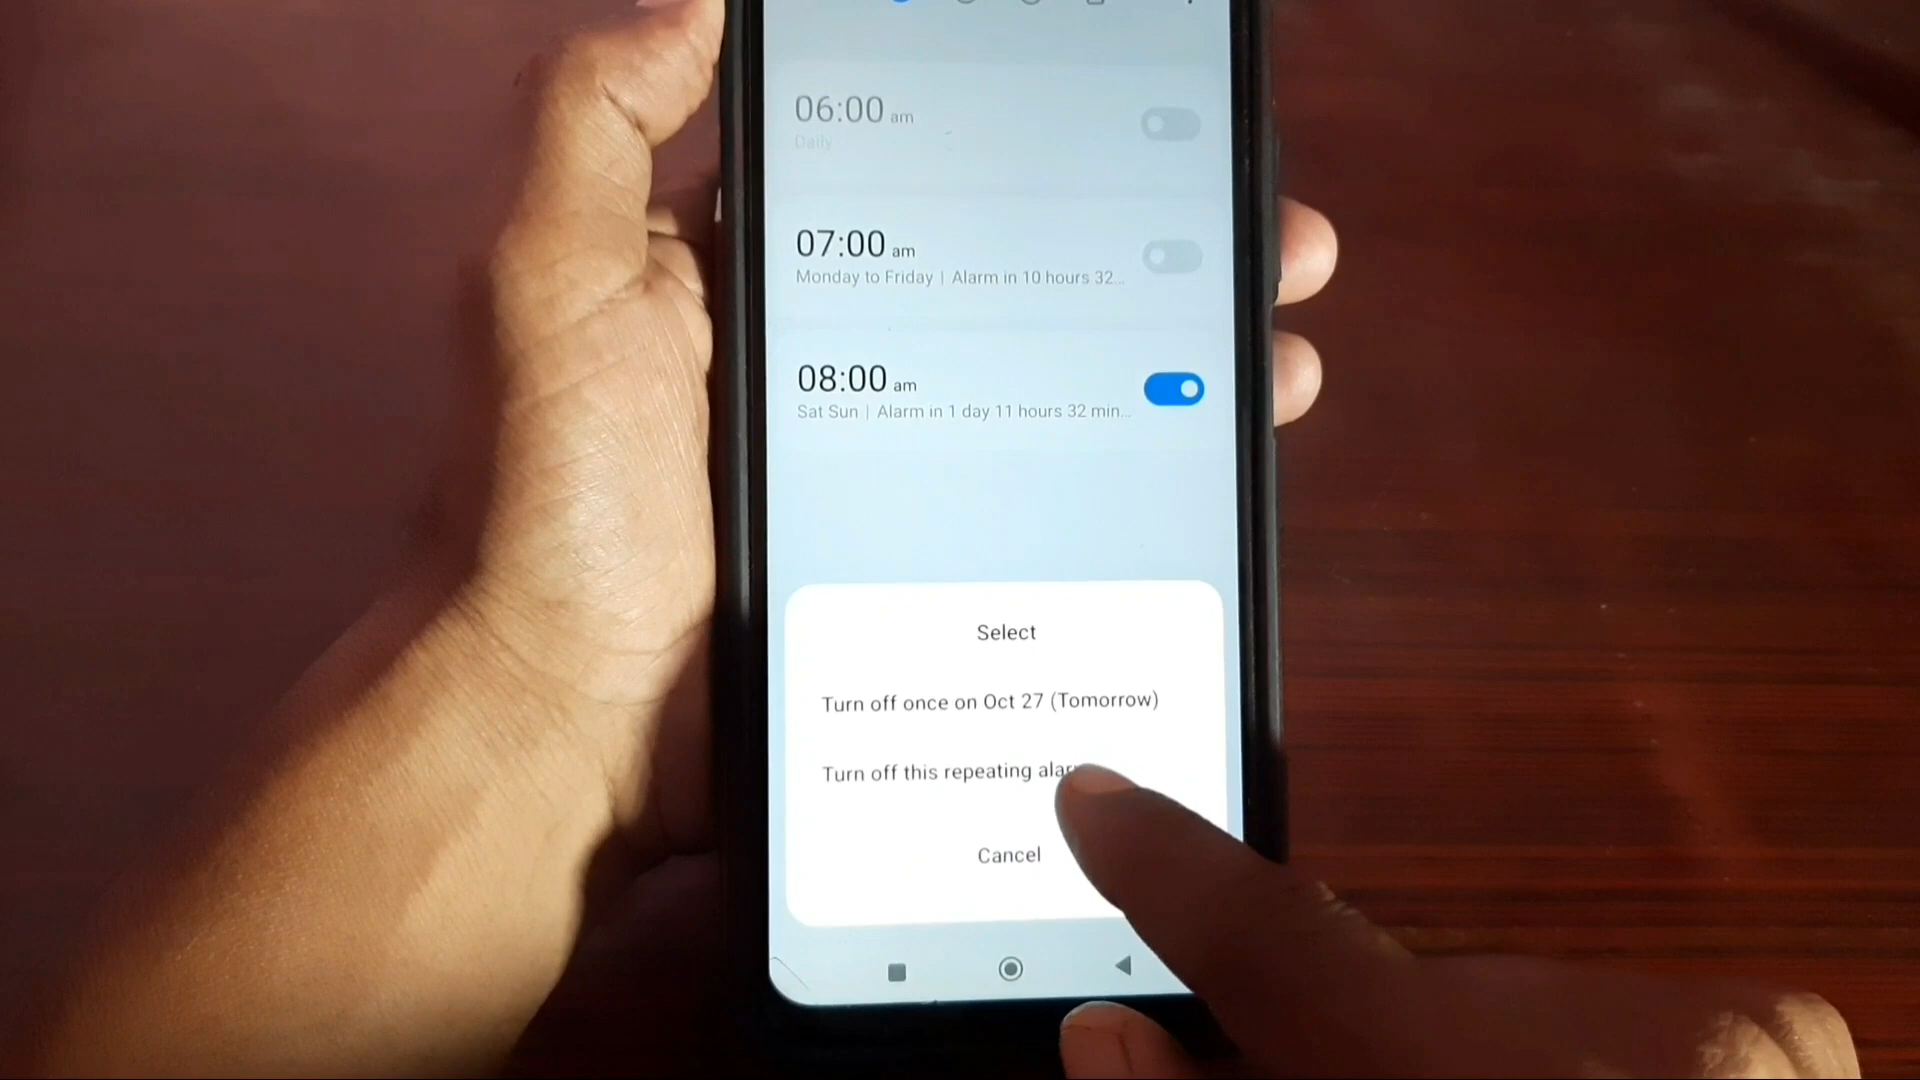 06:00 am
Daily
07:00 am
Monday to Friday | Alarm in 10 hours 32...
08:00 am
Sat Sun | Alarm in 1 day 11 hours 32 min...
Select
Turn off once on Oct 27 (Tomorrow)
Turn off this repeating
Cancel